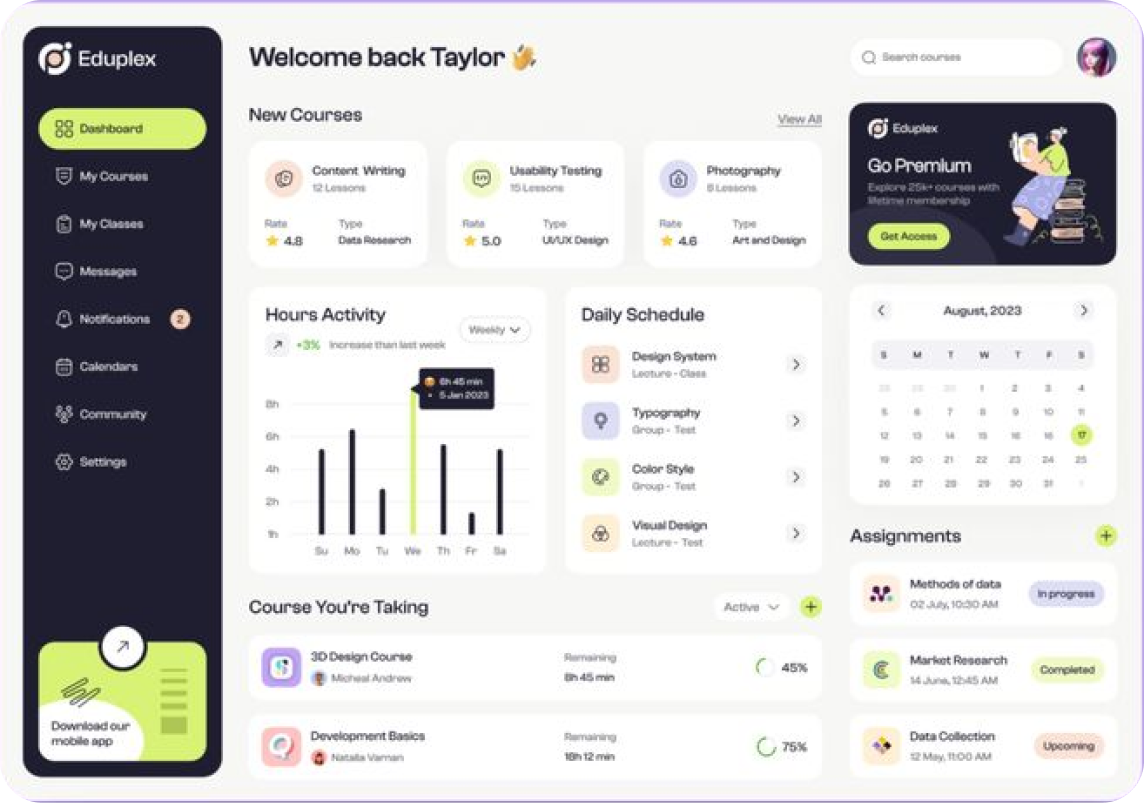 Eduplex
Dashboard
My Courses
My Classes
Messages
Notifications 2
Calendars
Community
Settings
Download our
mobile app
Welcome back Taylor
Search courses
New Courses
View All
Content Writing
12 Lessons
Rate Type
4.8 Data Research
Usability Testing
15 Lessons
Rate Type
5.0 UI/UX Design
Photography
8 Lessons
Rate Type
4.6 Art and Design
Eduplex
Go Premium
Explore 25k+ courses with
lifetime membership
Get Access
Hours Activity
Weekly
+3% Increase than last week
6h 45 min
5 Jan 2023
8h
6h
4h
2h
1h
Su Mo Tu We Th Fr Sa
Daily Schedule
Design System
Lecture - Class
Typography
Group - Test
Color Style
Group - Test
Visual Design
Lecture - Test
August, 2023
S M T W T F S
1 2 3 4
5 6 7 8 9 10 11
12 13 14 15 16 16 17
19 20 21 22 23 24 25
26 27 28 29 30 31
Course You're Taking
Active
3D Design Course
Micheal Andrew
Remaining
8h 45 min
45%
Development Basics
Natalia Varnan
Remaining
18h 12 min
75%
Assignments
Methods of data
02 July, 10:30 AM
In progress
Market Research
14 June, 12:45 AM
Completed
Data Collection
12 May, 11:00 AM
Upcoming